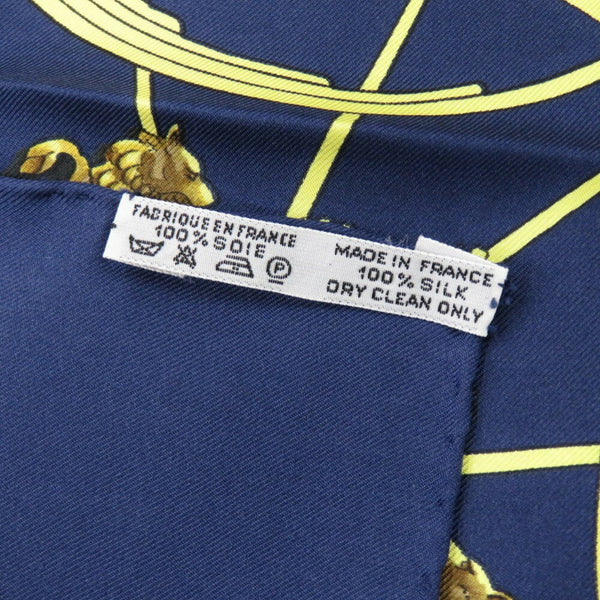 FABRIQUE EN FRANCE
100% SOIE
P
MADE IN FRANCE
100% SILK
DRY CLEAN ONLY